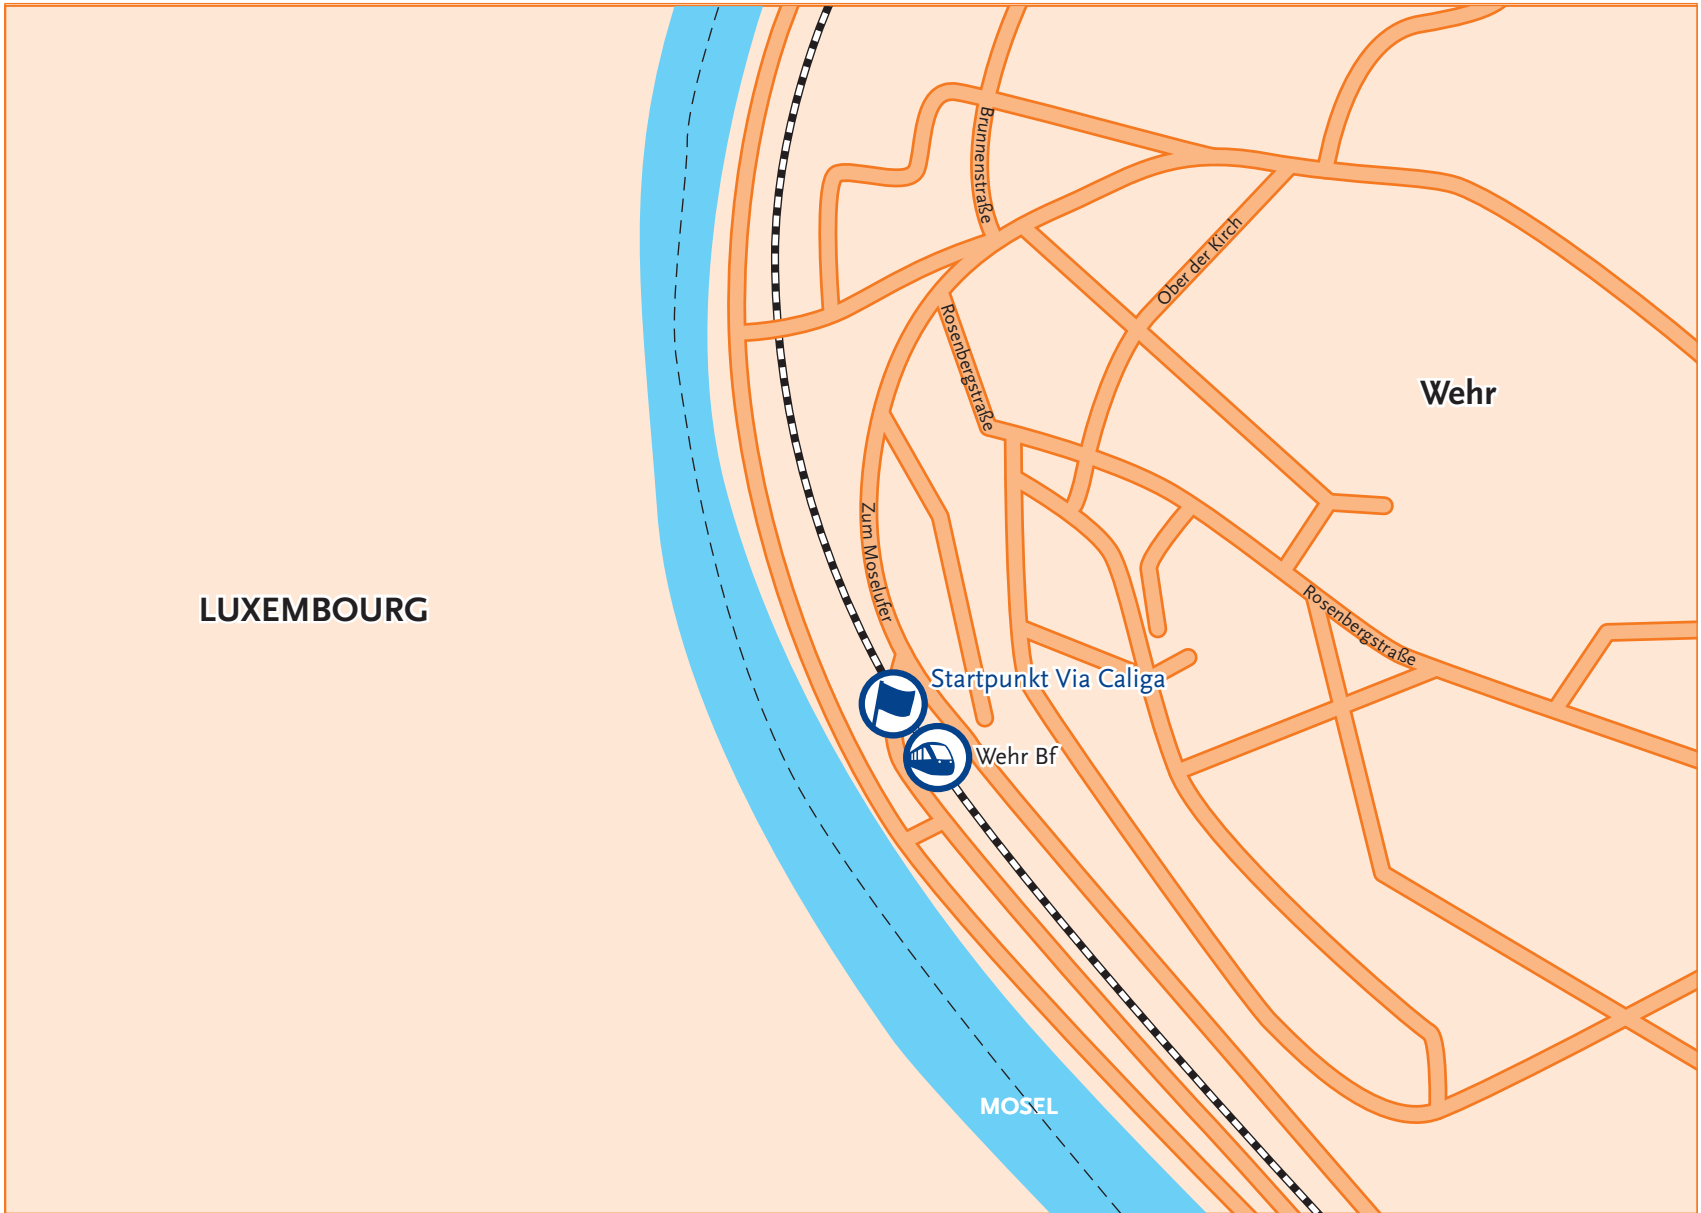 Brunnenstraße
Ober der Kirch
Rosenbergstraße
Wehr
Zum Moselufer
LUXEMBOURG
Rosenbergstraße
Startpunkt Via Caliga
Wehr Bf
MOSEL